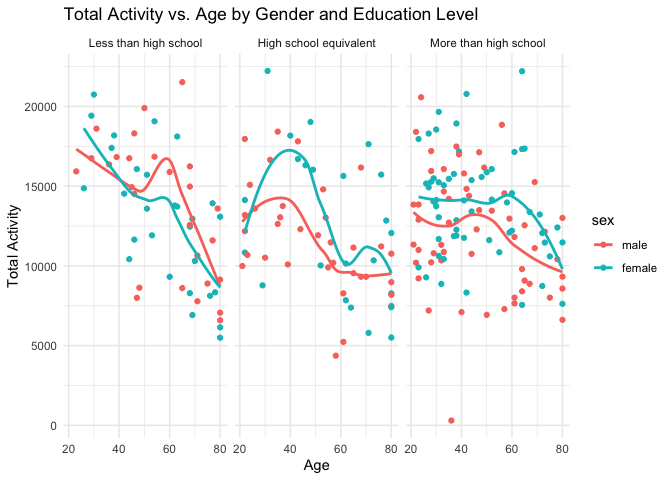 Total Activity vs. Age by Gender and Education Level
Less than high school
High school equivalent
More than high school
20000
15000
10000
5000
0
Total Activity
20 40 60 80
20 40 60 80
20 40 60 80
Age
sex
male
female